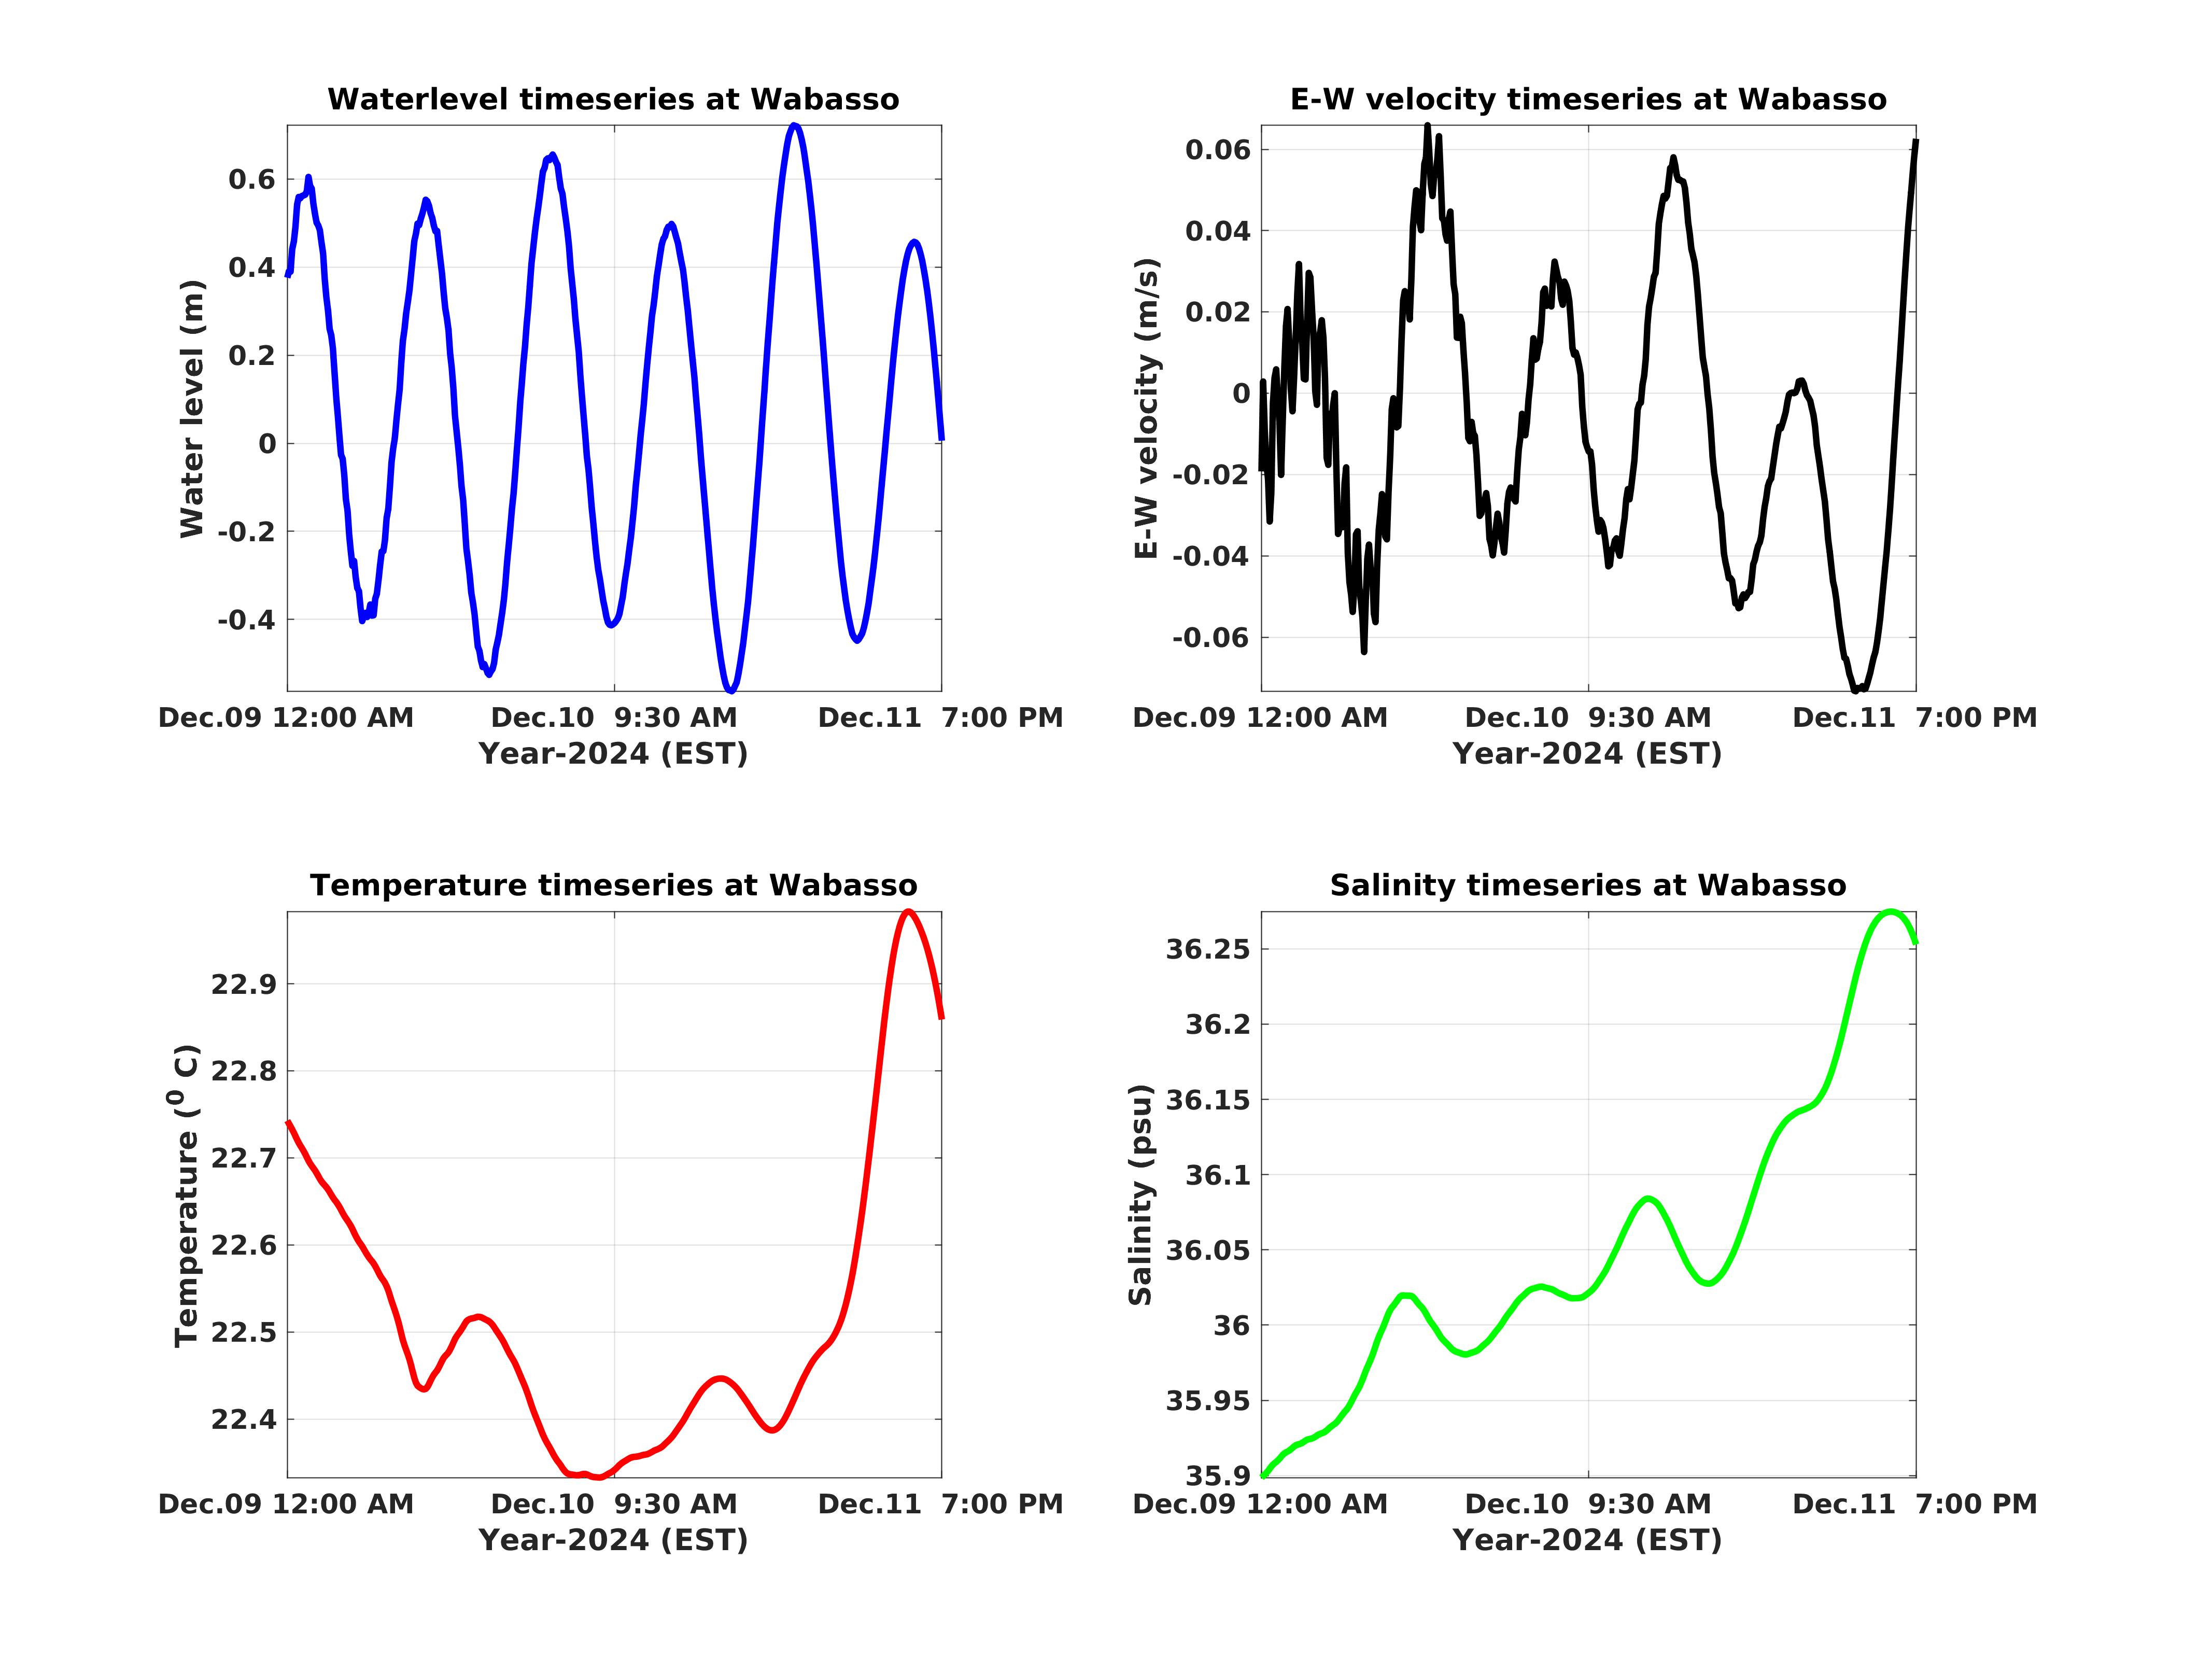 Waterlevel timeseries at Wabasso
0.6
0.4
0.2
0
-0.2
-0.4
Water level (m)
Dec.09 12:00 AM Dec.10 9:30 AM Dec.11 7:00 PM
Year-2024 (EST)
E-W velocity timeseries at Wabasso
0.06
0.04
0.02
0
-0.02
-0.04
-0.06
E-W velocity (m/s)
Dec.09 12:00 AM Dec.10 9:30 AM Dec.11 7:00 PM
Year-2024 (EST)
Temperature timeseries at Wabasso
22.9
22.8
22.7
22.6
22.5
22.4
Temperature (⁰ C)
Dec.09 12:00 AM Dec.10 9:30 AM Dec.11 7:00 PM
Year-2024 (EST)
Salinity timeseries at Wabasso
36.25
36.2
36.15
36.1
36.05
36
35.95
35.9
Salinity (psu)
Dec.09 12:00 AM Dec.10 9:30 AM Dec.11 7:00 PM
Year-2024 (EST)